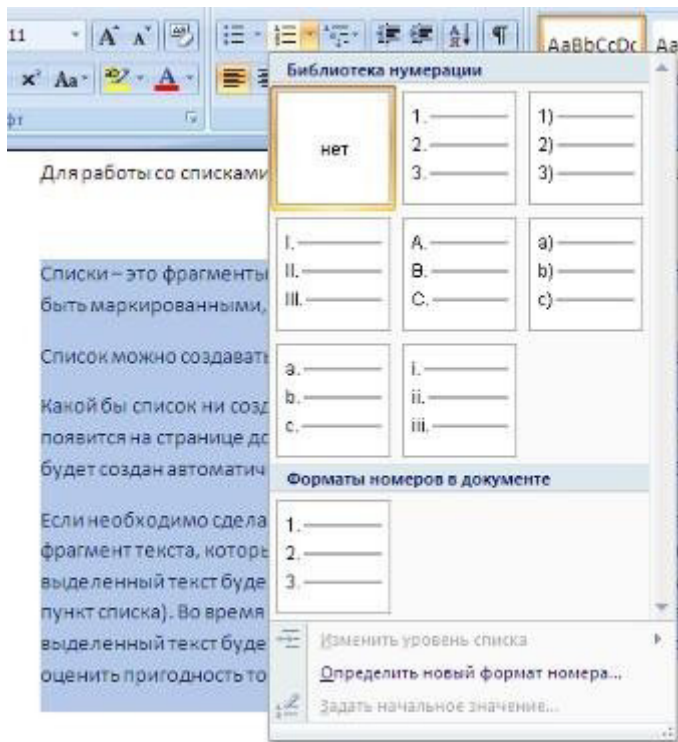 11
AaBbCcDc Aa
фт
Библиотека нумерации
нет
1.
2.
3.
1)
2)
3)
I.
II.
III.
A.
B.
C.
a)
b)
c)
a.
b.
c.
i.
ii.
iii.
Форматы номеров в документе
1.
2.
3.
Изменить уровень списка
Определить новый формат номера...
Задать начальное значение...
Для работы со списками
Списки – это фрагменты
быть маркированными,
Список можно создавать
Какой бы список ни созд
появится на странице до
будет создан автоматич
Если необходимо сдела
фрагмент текста, которы
выделенный текст буде
пункт списка). Во время
выделенный текст буде
оценить пригодность то